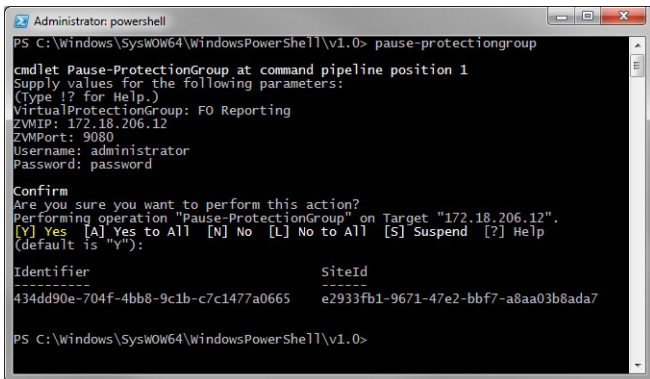 Administrator: powershell
PS C:\Windows\SysWOW64\WindowsPowerShell\v1.0> pause-protectiongroup
cmdlet Pause-ProtectionGroup at command pipeline position 1
Supply values for the following parameters:
(Type !? for Help.)
VirtualProtectionGroup: FO Reporting
ZVMIP: 172.18.206.12
ZVMPort: 9080
Username: administrator
Password: password
Confirm
Are you sure you want to perform this action?
Performing operation "Pause-ProtectionGroup" on Target "172.18.206.12".
[Y] Yes  [A] Yes to All  [N] No  [L] No to All  [S] Suspend  [?] Help
(default is "Y"):
Identifier                              SiteId
----------                              ------
434dd90e-704f-4bb8-9c1b-c7c1477a0665    e2933fb1-9671-47e2-bbf7-a8aa03b8ada7
PS C:\Windows\SysWOW64\WindowsPowerShell\v1.0>